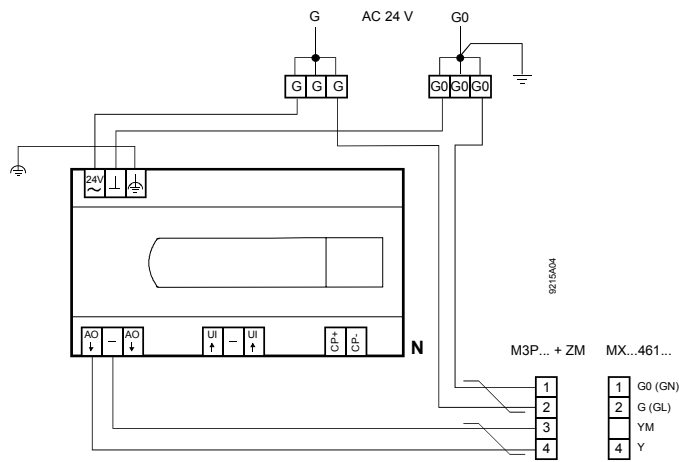 G AC 24 V G0
G G G G0 G0 G0
24V
~ ⊥
AO – AO UI – UI CP+ CP-
N
9215A04
M3P... + ZM MX...461...
1 1 G0 (GN)
2 2 G (GL)
3 YM
4 4 Y